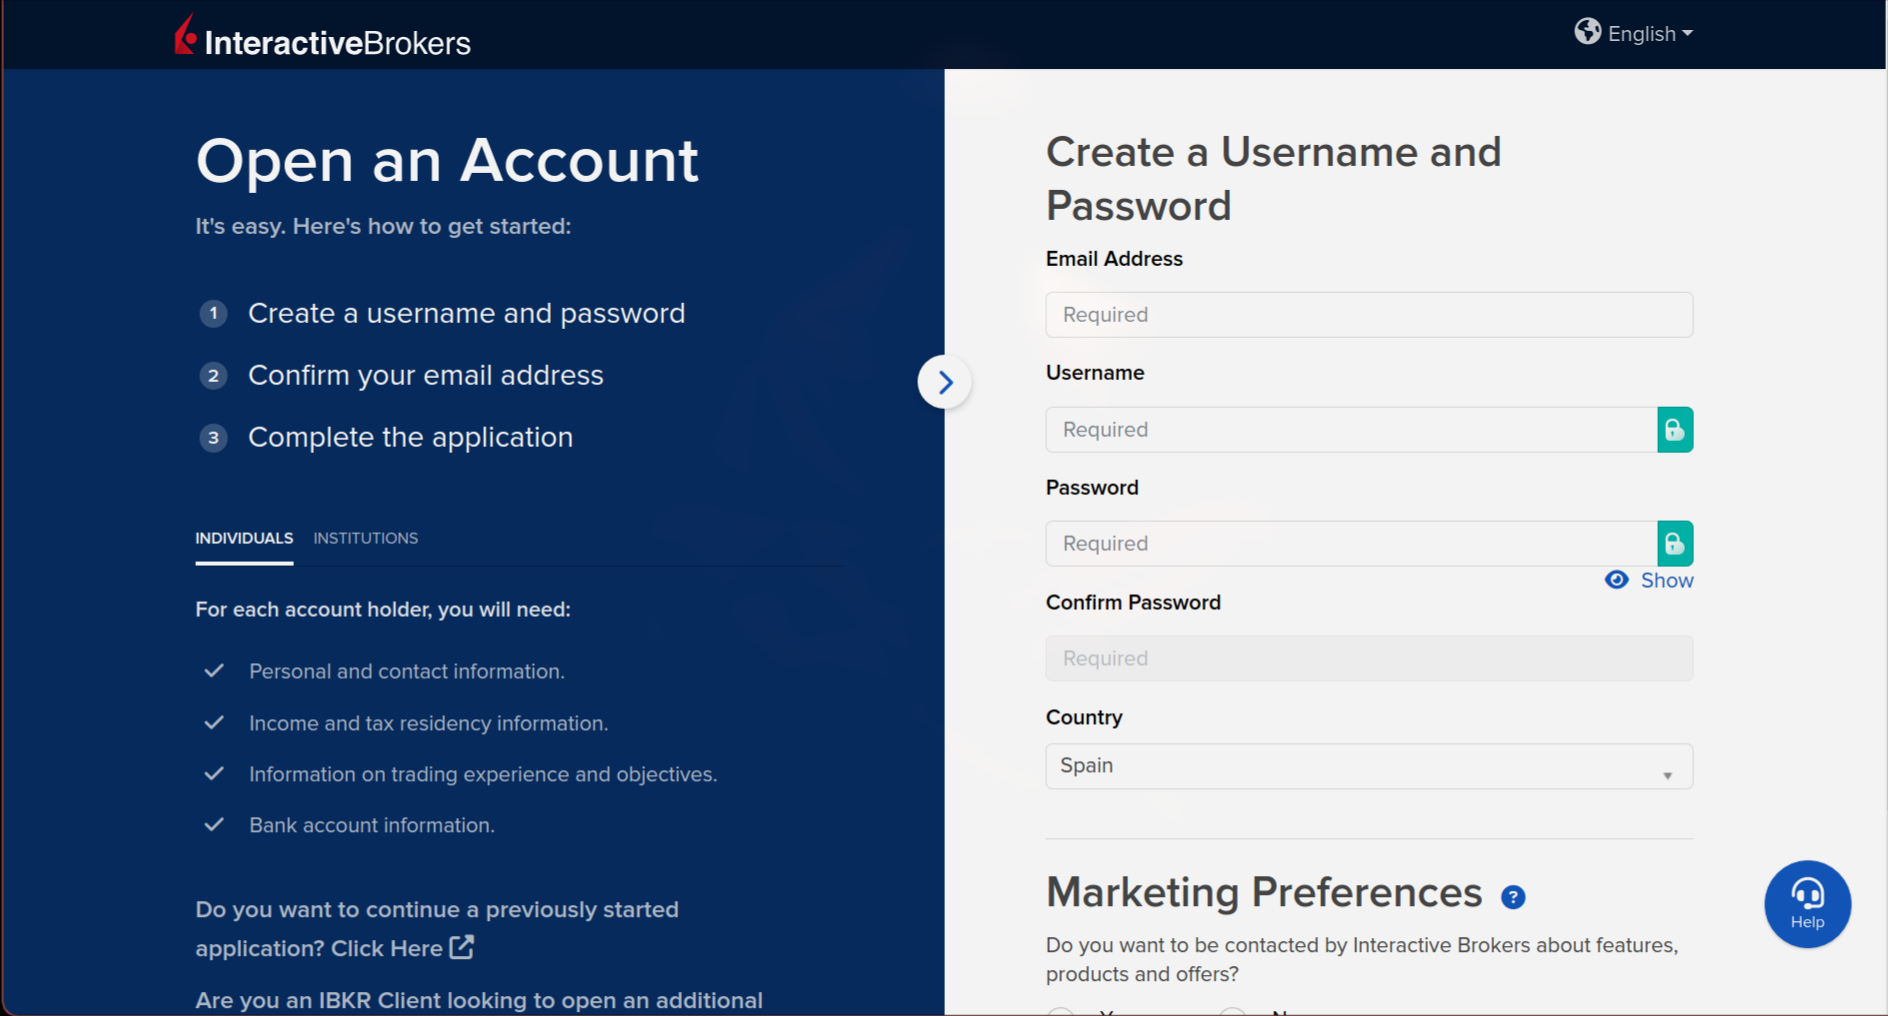 InteractiveBrokers
English
Open an Account
It's easy. Here's how to get started:
1 Create a username and password
2 Confirm your email address
3 Complete the application
INDIVIDUALS INSTITUTIONS
For each account holder, you will need:
Personal and contact information.
Income and tax residency information.
Information on trading experience and objectives.
Bank account information.
Do you want to continue a previously started
application? Click Here
Are you an IBKR Client looking to open an additional
Create a Username and
Password
Email Address
Required
Username
Required
Password
Required
Show
Confirm Password
Required
Country
Spain
Marketing Preferences ?
Do you want to be contacted by Interactive Brokers about features,
products and offers?
Help